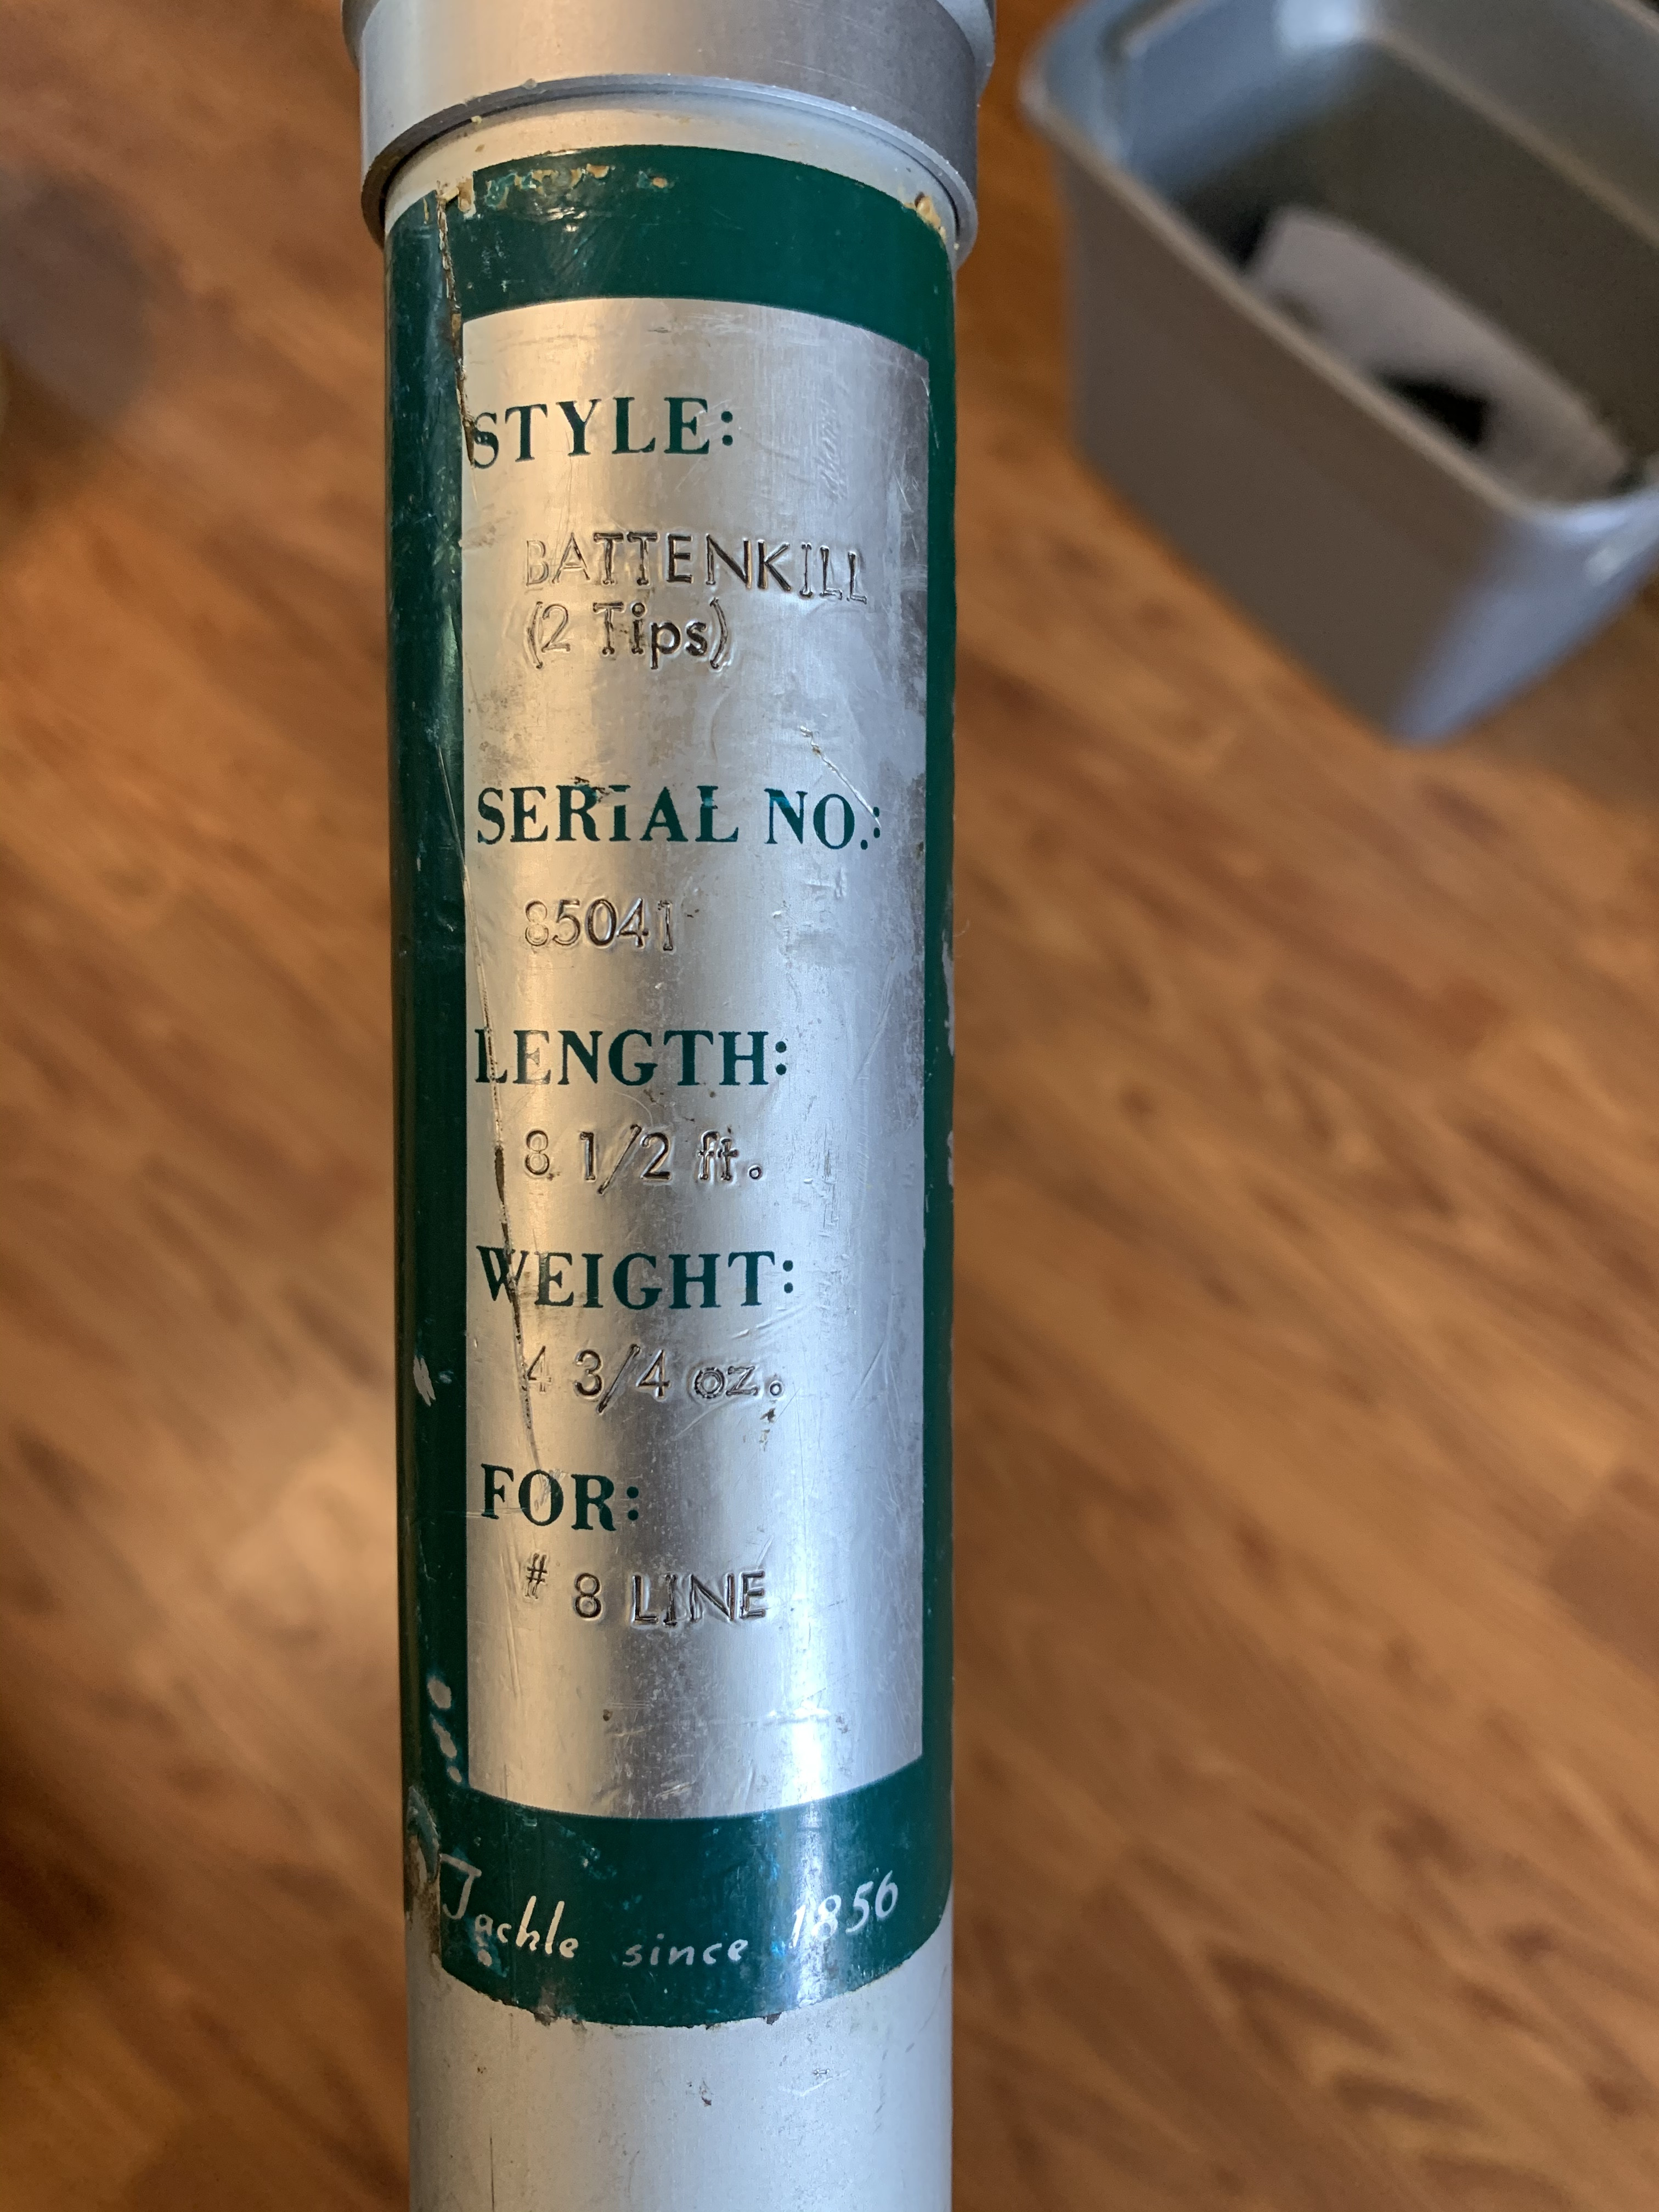 STYLE:
BATTENKILL
(2 Tips)
SERIAL NO.:
85041
LENGTH:
8 1/2 ft.
WEIGHT:
4 3/4 oz.
FOR:
# 8 LINE
Tackle since 1856